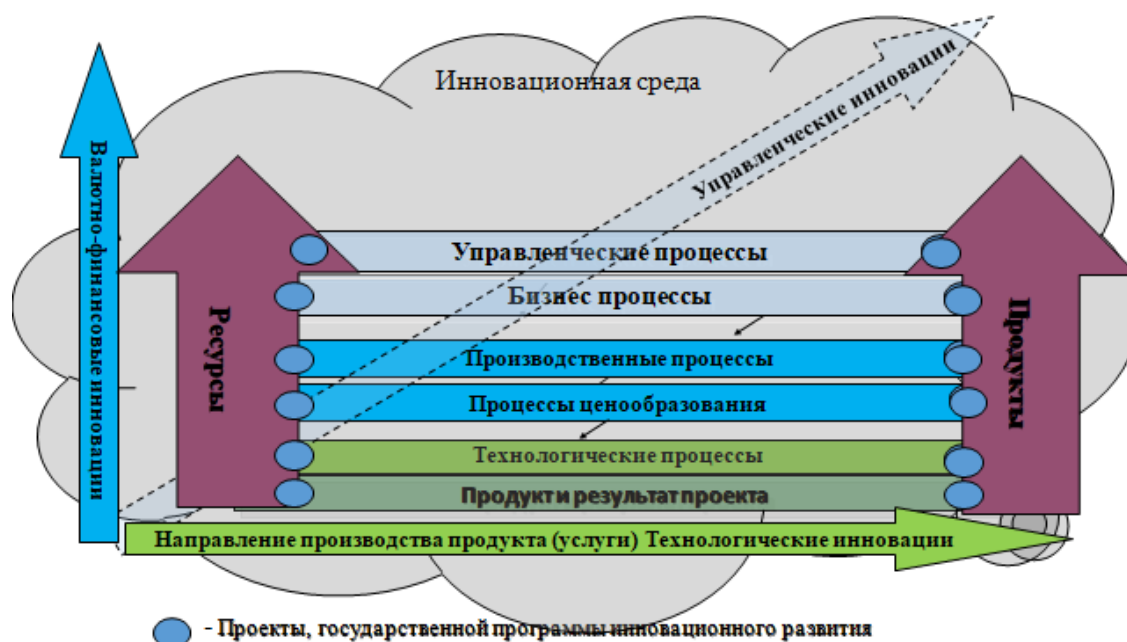 Инновационная среда
Управленческие инновации
Валютно-финансовые инновации
Ресурсы
Управленческие процессы
Бизнес процессы
Производственные процессы
Процессы ценообразования
Технологические процессы
Продукт и результат проекта
Продукты
Направление производства продукта (услуги) Технологические инновации
- Проекты, государственной программы инновационного развития